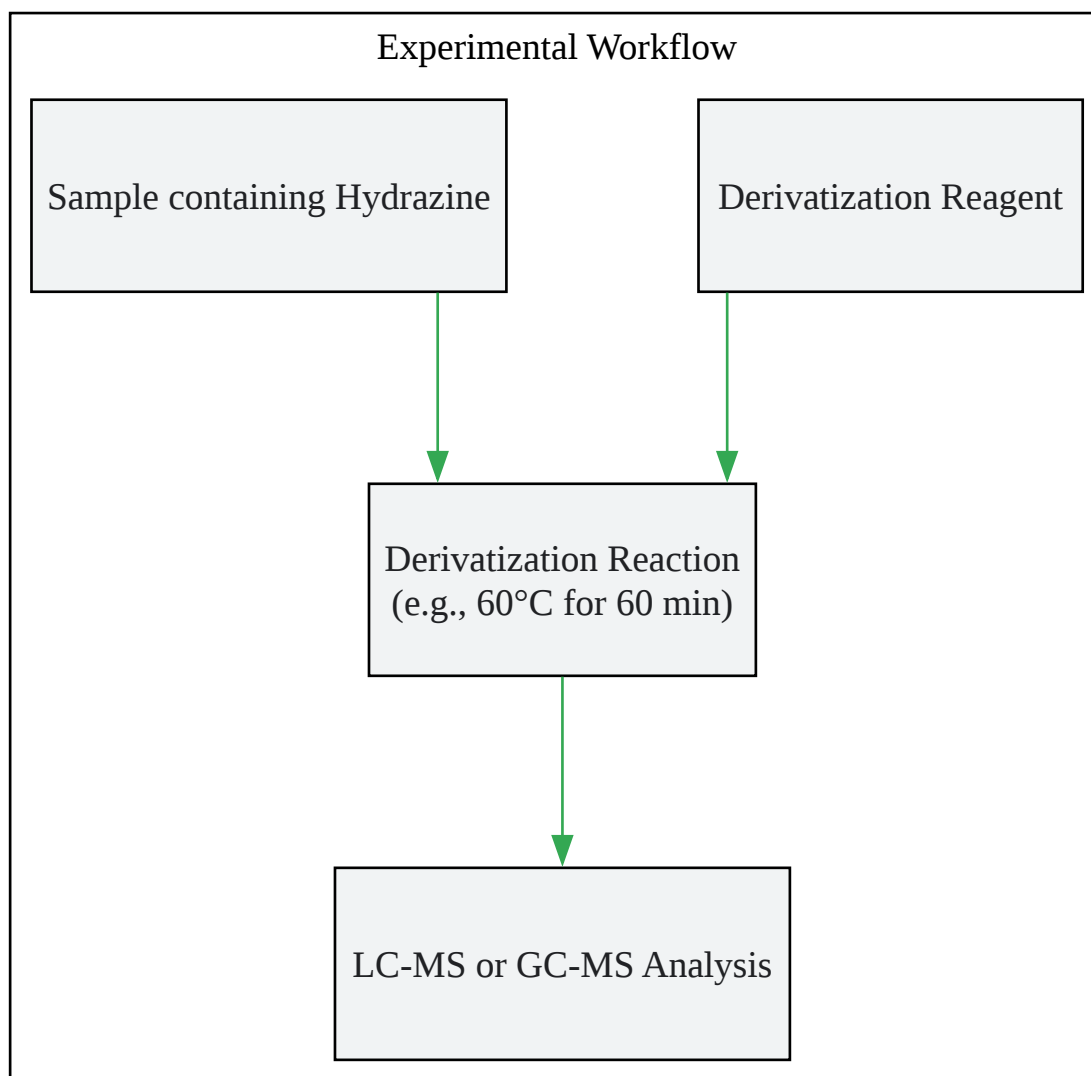 Experimental Workflow
Sample containing Hydrazine
Derivatization Reagent
Derivatization Reaction
(e.g., 60°C for 60 min)
LC-MS or GC-MS Analysis